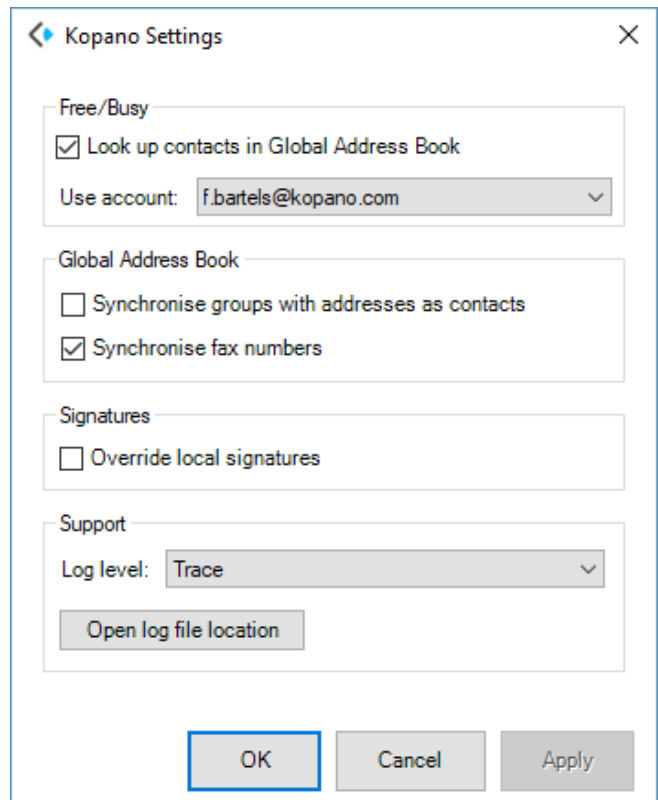 Kopano Settings
Free/Busy
Look up contacts in Global Address Book
Use account: f.bartels@kopano.com
Global Address Book
Synchronise groups with addresses as contacts
Synchronise fax numbers
Signatures
Override local signatures
Support
Log level: Trace
Open log file location
OK Cancel Apply